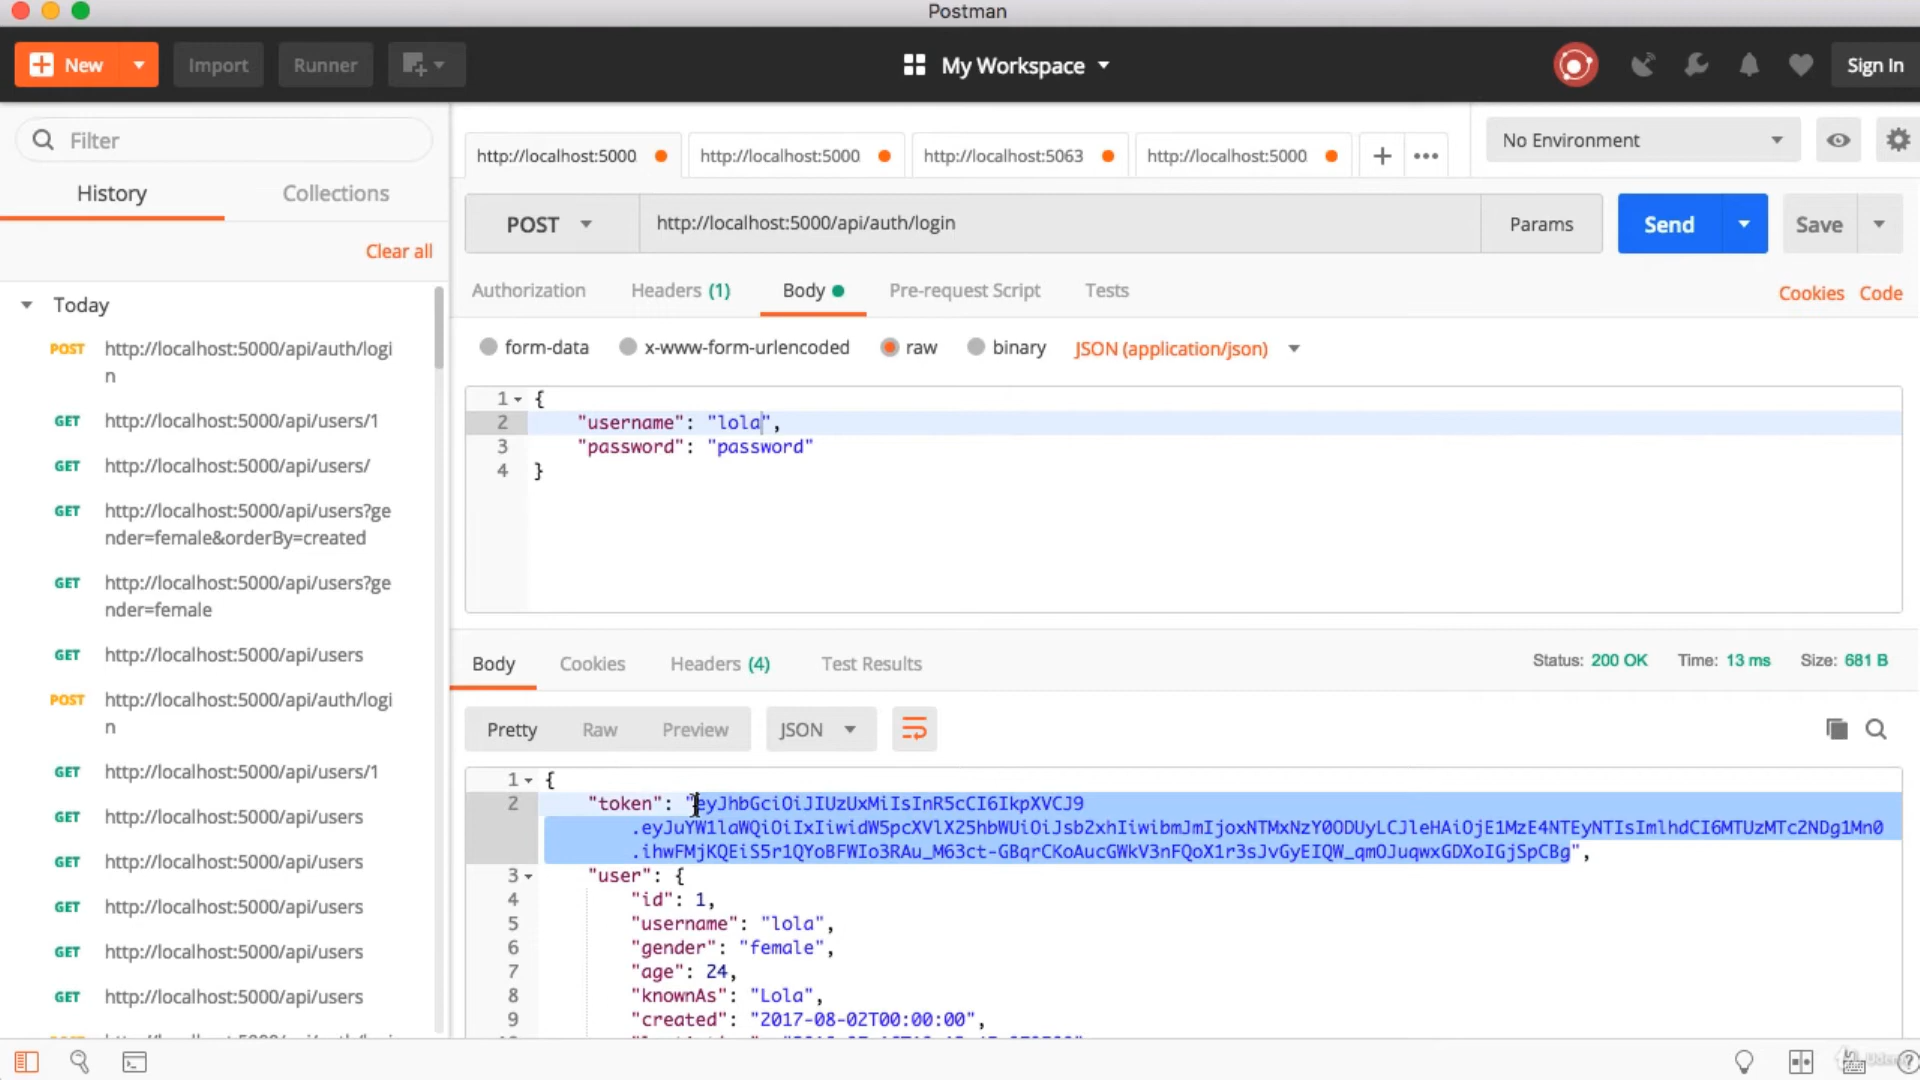 Postman
New
Import
Runner
My Workspace
Sign In
Filter
History
Collections
Clear all
Today
POST http://localhost:5000/api/auth/logi
n
GET http://localhost:5000/api/users/1
GET http://localhost:5000/api/users/
GET http://localhost:5000/api/users?ge
nder=female&orderBy=created
GET http://localhost:5000/api/users?ge
nder=female
GET http://localhost:5000/api/users
POST http://localhost:5000/api/auth/logi
n
GET http://localhost:5000/api/users/1
GET http://localhost:5000/api/users
GET http://localhost:5000/api/users
GET http://localhost:5000/api/users
GET http://localhost:5000/api/users
GET http://localhost:5000/api/users
http://localhost:5000
http://localhost:5000
http://localhost:5063
http://localhost:5000
No Environment
POST
http://localhost:5000/api/auth/login
Params
Send
Save
Authorization
Headers (1)
Body
Pre-request Script
Tests
Cookies
Code
form-data
x-www-form-urlencoded
raw
binary
JSON (application/json)
1 {
2 "username": "lola",
3 "password": "password"
4 }
Body
Cookies
Headers (4)
Test Results
Status: 200 OK
Time: 13 ms
Size: 681 B
Pretty
Raw
Preview
JSON
1 {
2 "token": "eyJhbGciOiJIUzUxMiIsInR5cCI6IkpXVCJ9
.eyJuYW1laWQiOiIxIiwidW5pcXVlX25hbWUiOiJsb2xhIiwibmJmIjoxNTMxNzY0ODUyLCJleHAiOjE1MzE4NTEyNTIsImlhdCI6MTUzMTc2NDg1Mn0
.ihwFMjKQEiS5r1QYoBFWIo3RAu_M63ct-GBqrCKoAucGWkV3nFQoX1r3sJvGyEIQW_qmOJuqwxGDXoIGjSpCBg",
3 "user": {
4 "id": 1,
5 "username": "lola",
6 "gender": "female",
7 "age": 24,
8 "knownAs": "Lola",
9 "created": "2017-08-02T00:00:00",